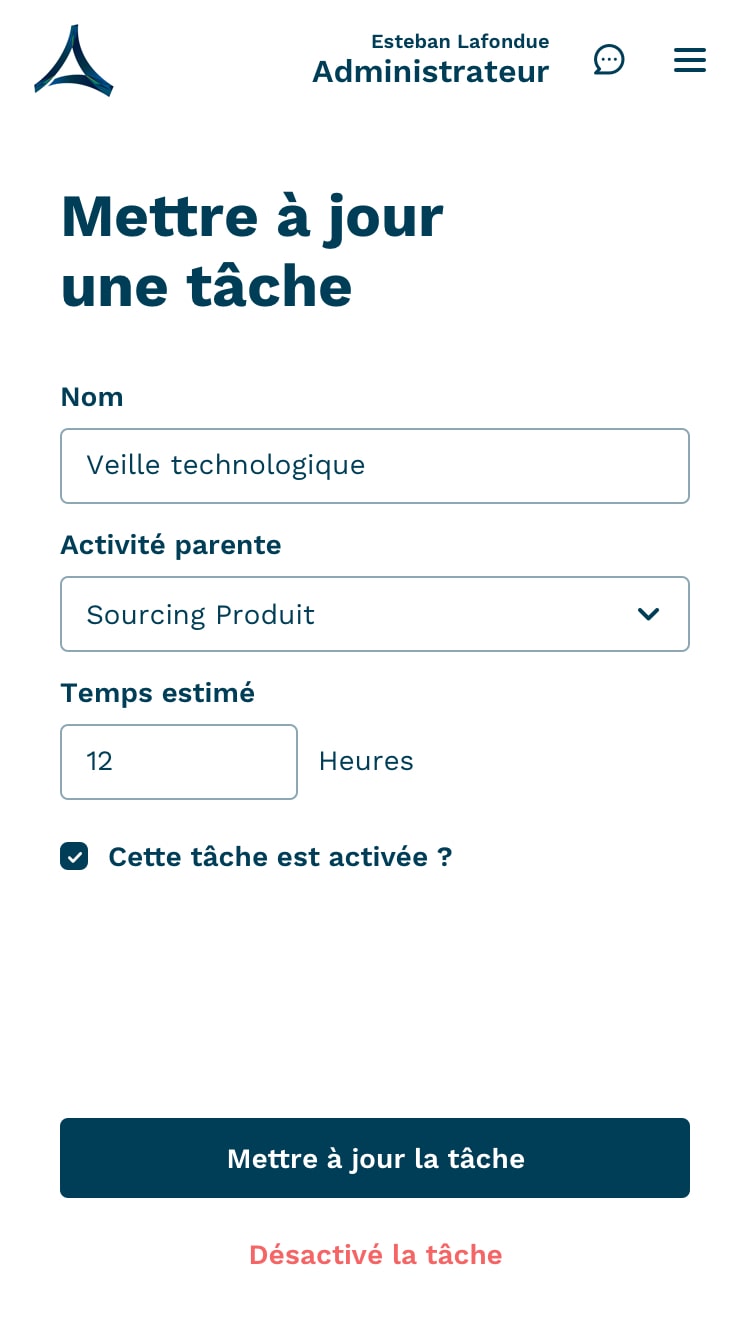 Esteban Lafondue
Administrateur
Mettre à jour
une tâche
Nom
Veille technologique
Activité parente
Sourcing Produit
Temps estimé
12 Heures
Cette tâche est activée ?
Mettre à jour la tâche
Désactivé la tâche